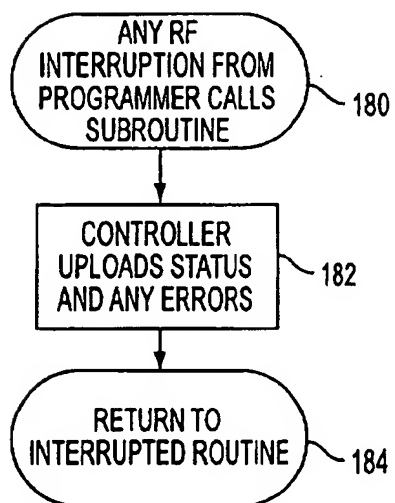 ANY RF
INTERRUPTION FROM
PROGRAMMER CALLS
SUBROUTINE
180
CONTROLLER
UPLOADS STATUS
AND ANY ERRORS
182
RETURN TO
INTERRUPTED ROUTINE
184